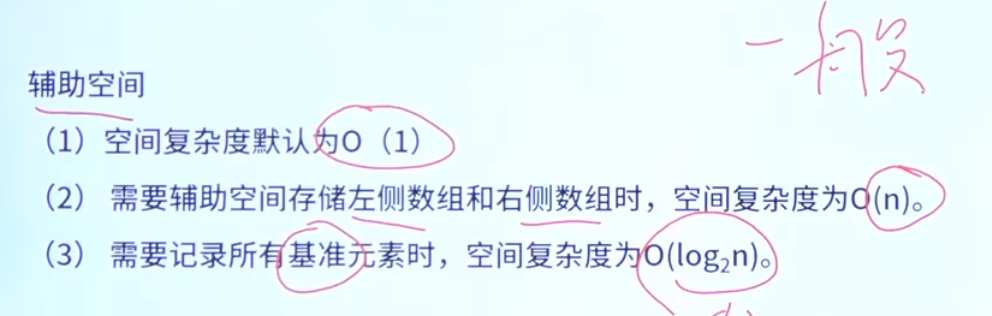 一般
辅助空间
（1）空间复杂度默认为O（1）
（2） 需要辅助空间存储左侧数组和右侧数组时，空间复杂度为O(n)。
（3） 需要记录所有基准元素时，空间复杂度为O(log₂n)。